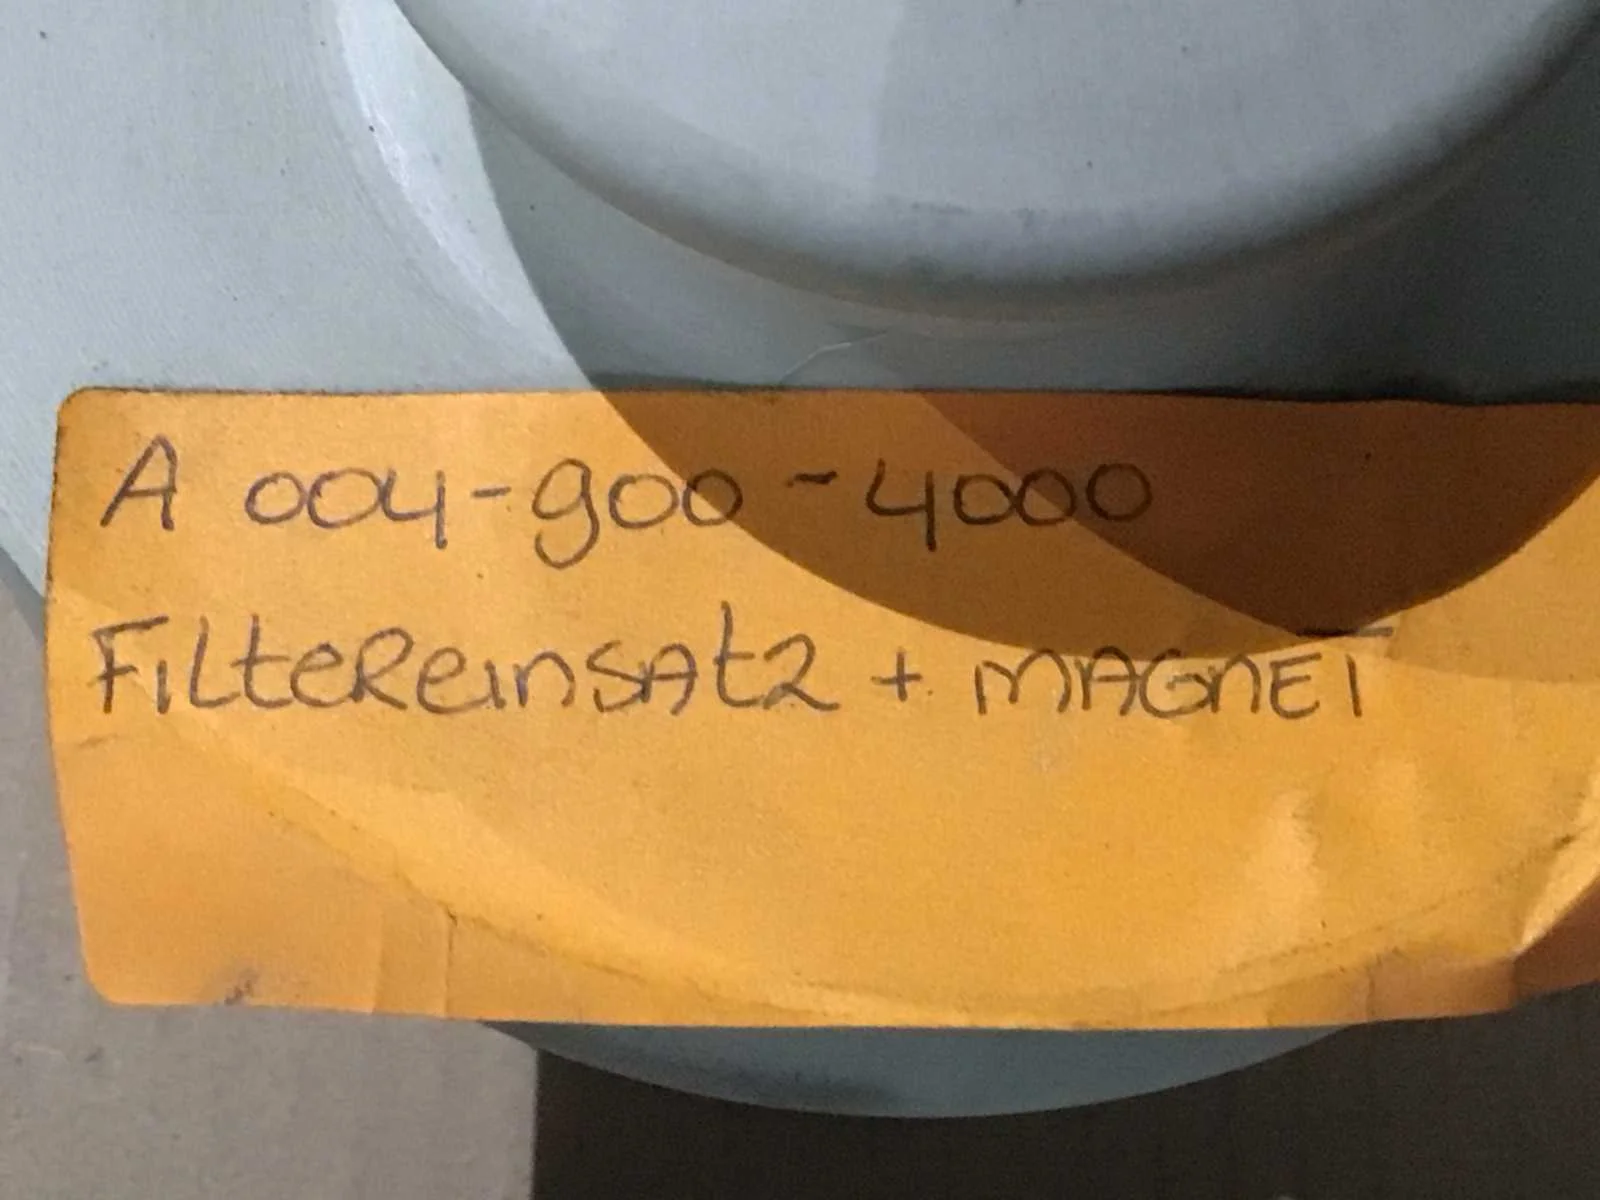 A 004-900-4000
FiLteReinsAtz + mAGnET